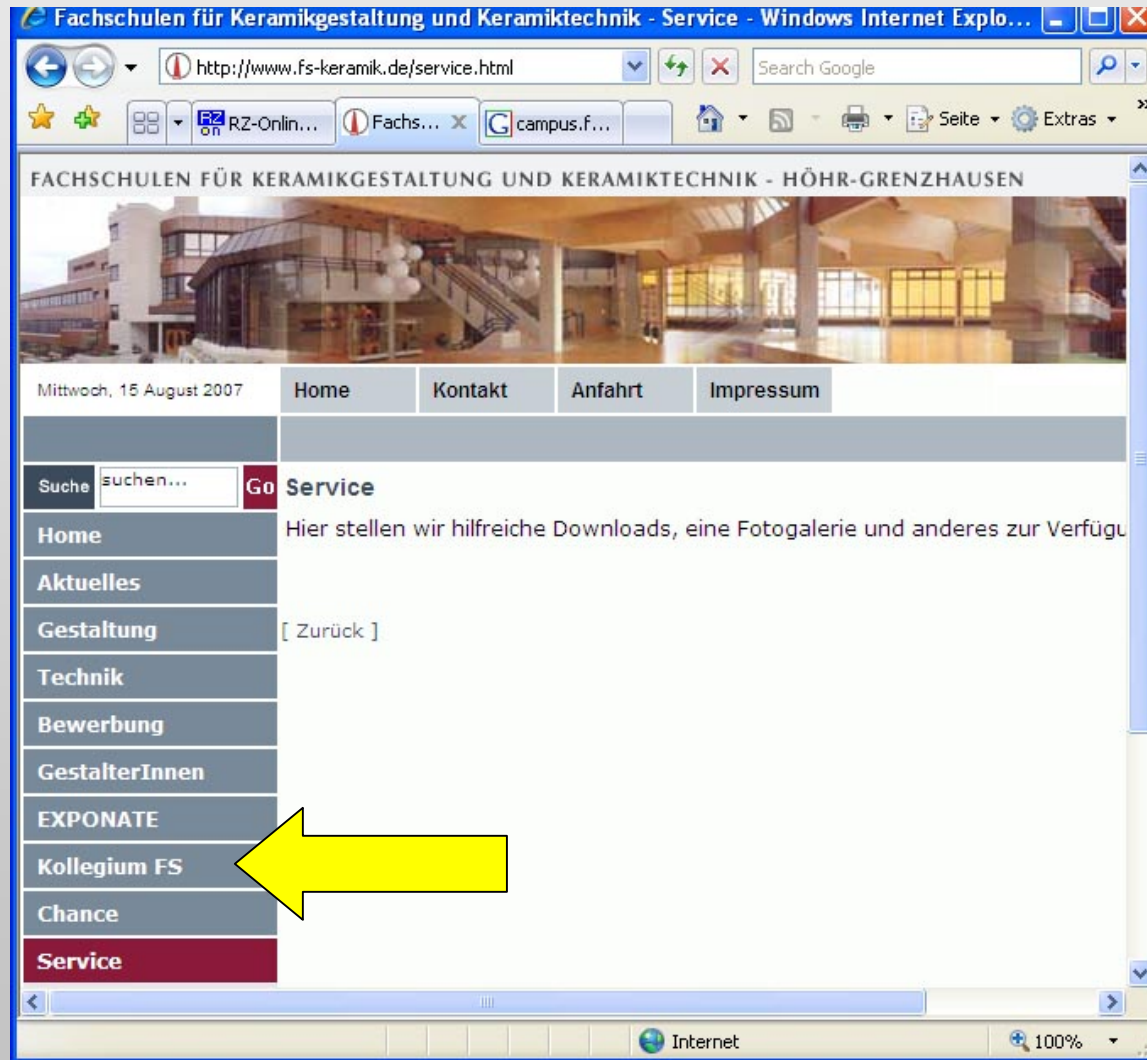 Fachschulen für Keramikgestaltung und Keramiktechnik - Service - Windows Internet Explo...
http://www.fs-keramik.de/service.html
Search Google
RZ on RZ-Onlin... Fachs... campus.f... Seite Extras
FACHSCHULEN FÜR KERAMIKGESTALTUNG UND KERAMIKTECHNIK - HÖHR-GRENZHAUSEN
Mittwoch, 15 August 2007 Home Kontakt Anfahrt Impressum
Suche suchen... Go Service
Home Hier stellen wir hilfreiche Downloads, eine Fotogalerie und anderes zur Verfügu
Aktuelles
Gestaltung [ Zurück ]
Technik
Bewerbung
GestalterInnen
EXPONATE
Kollegium FS
Chance
Service
Internet 100%